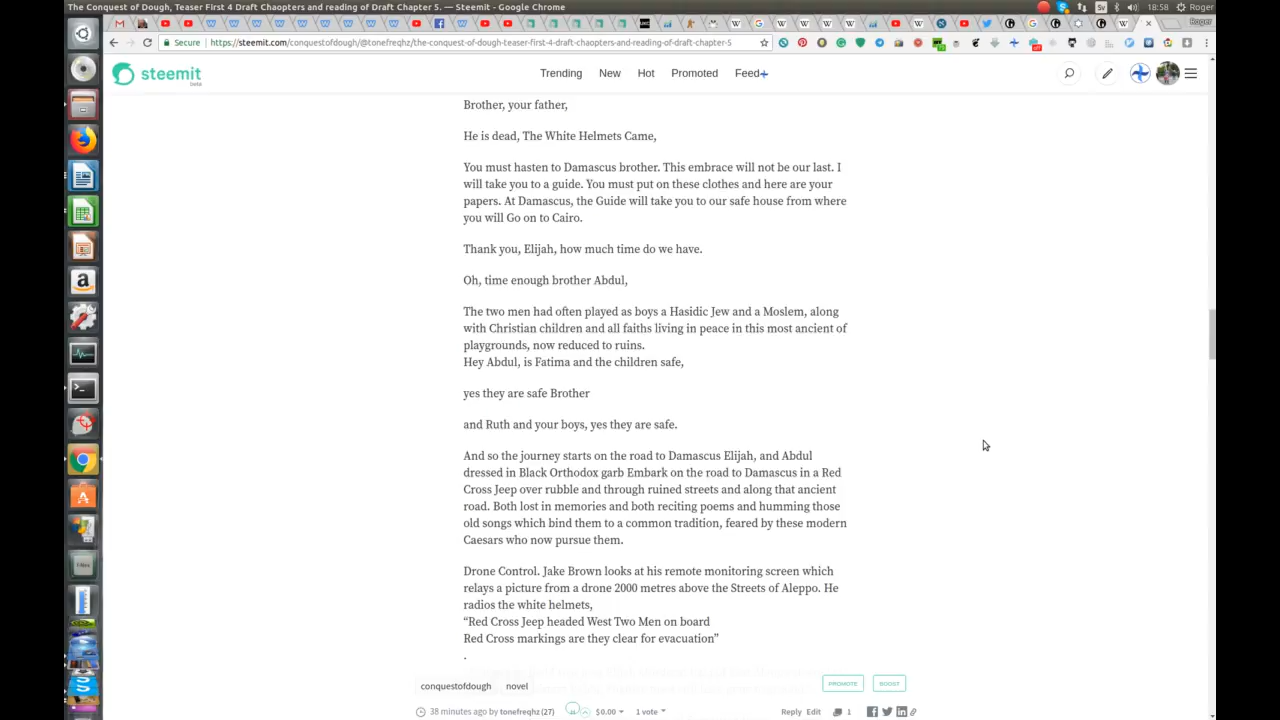 The Conquest of Dough, Teaser First 4 Draft Chaopters and reading of Draft Chapter 5. — Steemit - Google Chrome
Sv
18:58
Roger
Roger
Secure
https://steemit.com/conquestofdough/@tonefreqhz/the-conquest-of-dough-teaser-first-4-draft-chaopters-and-reading-of-draft-chapter-5
steemit
beta
Trending
New
Hot
Promoted
Feed
Brother, your father,
He is dead, The White Helmets Came,
You must hasten to Damascus brother. This embrace will not be our last. I
will take you to a guide. You must put on these clothes and here are your
papers. At Damascus, the Guide will take you to our safe house from where
you will Go on to Cairo.
Thank you, Elijah, how much time do we have.
Oh, time enough brother Abdul,
The two men had often played as boys a Hasidic Jew and a Moslem, along
with Christian children and all faiths living in peace in this most ancient of
playgrounds, now reduced to ruins.
Hey Abdul, is Fatima and the children safe,
yes they are safe Brother
and Ruth and your boys, yes they are safe.
And so the journey starts on the road to Damascus Elijah, and Abdul
dressed in Black Orthodox garb Embark on the road to Damascus in a Red
Cross Jeep over rubble and through ruined streets and along that ancient
road. Both lost in memories and both reciting poems and humming those
old songs which bind them to a common tradition, feared by these modern
Caesars who now pursue them.
Drone Control. Jake Brown looks at his remote monitoring screen which
relays a picture from a drone 2000 metres above the Streets of Aleppo. He
radios the white helmets,
“Red Cross Jeep headed West Two Men on board
Red Cross markings are they clear for evacuation”
.
conquestofdough
novel
PROMOTE
BOOST
38 minutes ago by tonefreqhz (27)
$0.00
1 vote
Reply
Edit
1